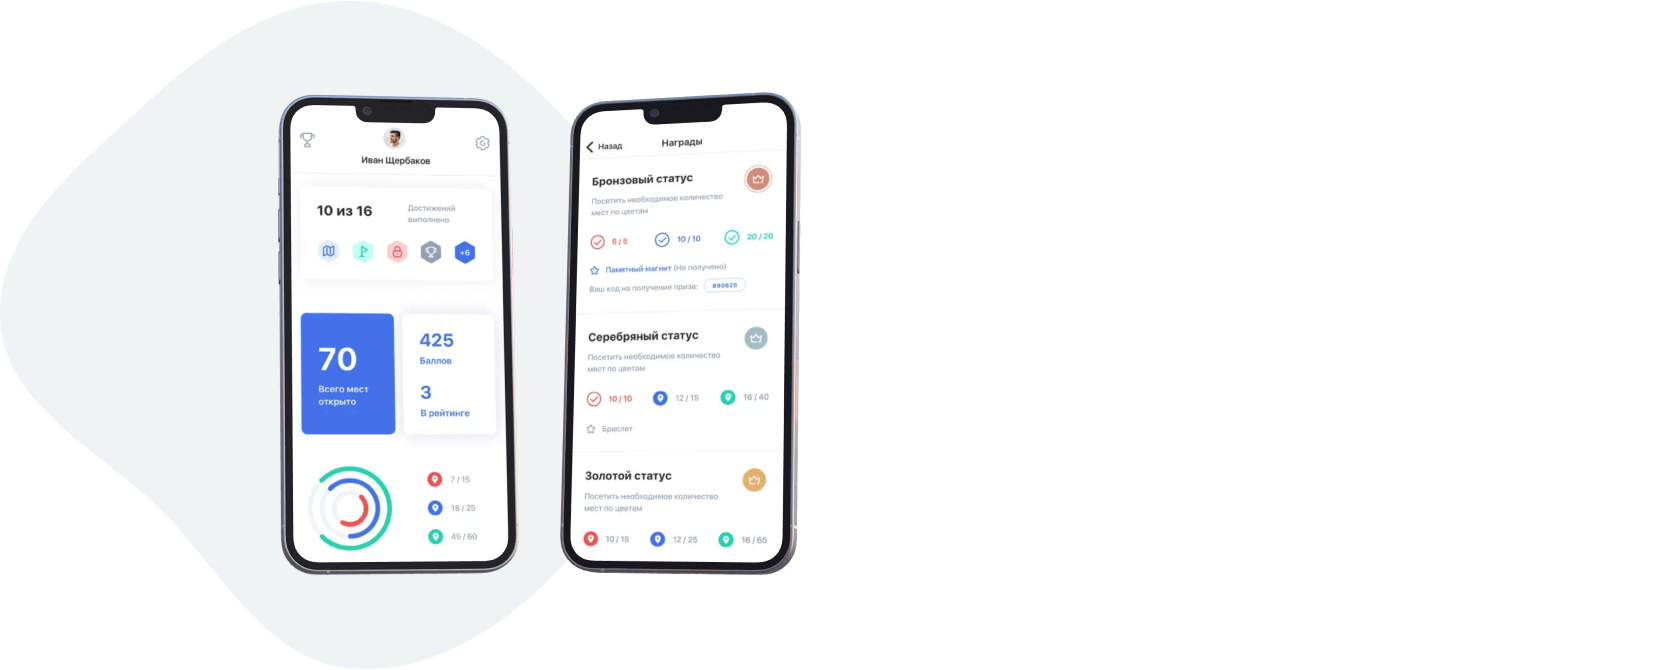 Иван Щербаков
10 из 16
Достижений
выполнено
+6
70
Всего мест
открыто
425
Баллов
3
В рейтинге
7 / 15
18 / 25
45 / 60
Назад
Награды
Бронзовый статус
Посетить необходимое количество
мест по цветам
5 / 5
10 / 10
20 / 20
Памятный магнит (Не получено)
Ваш код на получение приза: 890625
Серебряный статус
Посетить необходимое количество
мест по цветам
10 / 10
12 / 15
16 / 40
Браслет
Золотой статус
Посетить необходимое количество
мест по цветам
10 / 15
12 / 25
16 / 65